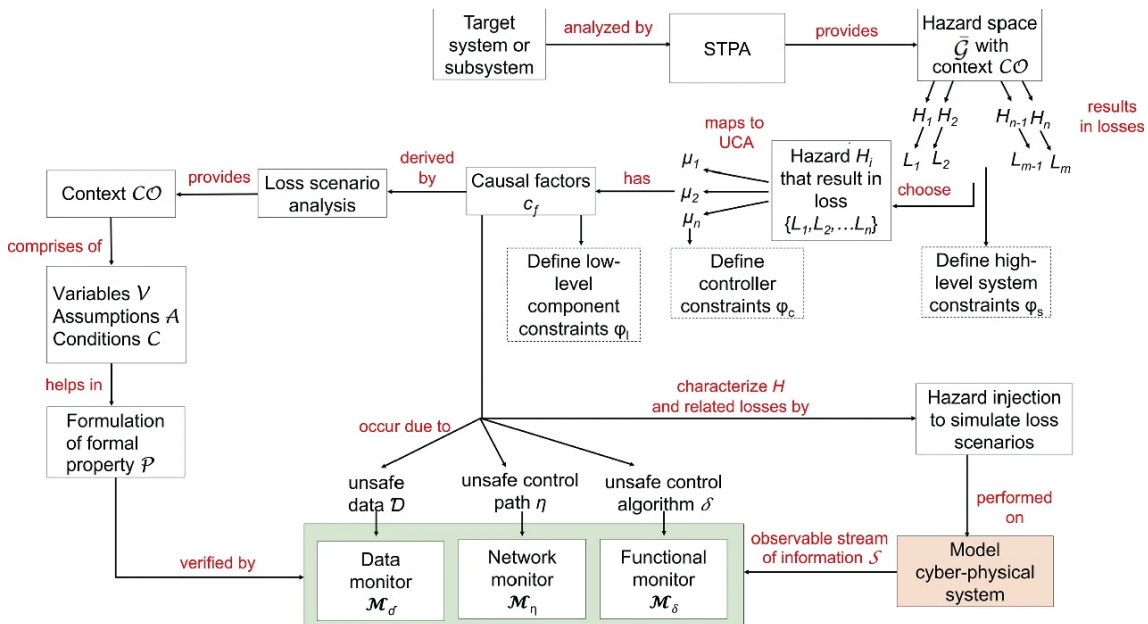 Target
system or
subsystem
analyzed by
STPA
provides
Hazard space
𝒢̄ with
context 𝒞𝒪
H₁ H₂
Hₙ₋₁ Hₙ
results
in losses
L₁ L₂
Lₘ₋₁ Lₘ
choose
Hazard Hᵢ
that result in
loss
{L₁,L₂,...Lₙ}
maps to
UCA
μ₁
μ₂
μₙ
has
Causal factors
c_f
derived
by
Loss scenario
analysis
provides
Context 𝒞𝒪
comprises of
Variables 𝒱
Assumptions 𝒜
Conditions 𝒞
helps in
Formulation
of formal
property 𝒫
verified by
Define low-
level
component
constraints φₗ
Define
controller
constraints φ_c
Define high-
level system
constraints φₛ
characterize H
and related losses by
Hazard injection
to simulate loss
scenarios
performed
on
Model
cyber-physical
system
observable stream
of information 𝒮
occur due to
unsafe
data 𝒟
unsafe control
path η
unsafe control
algorithm δ
Data
monitor
ℳ_d
Network
monitor
ℳ_η
Functional
monitor
ℳ_δ